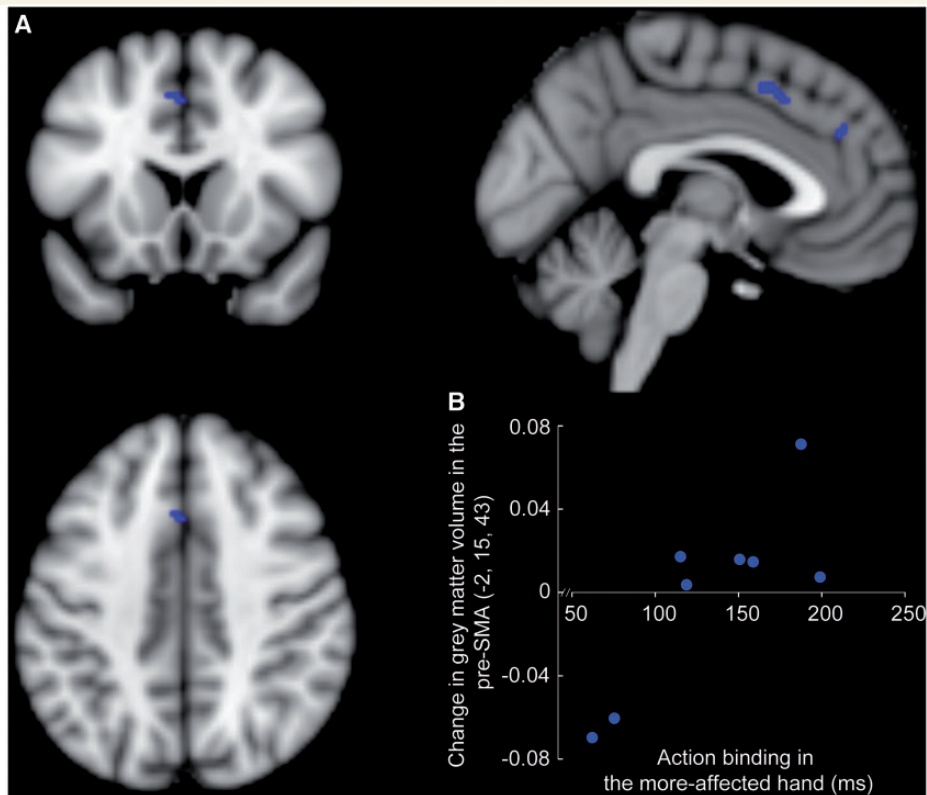 A
B
Change in grey matter volume in the
pre-SMA (-2, 15, 43)
0.08
0.04
0
-0.04
-0.08
50 100 150 200 250
Action binding in
the more-affected hand (ms)